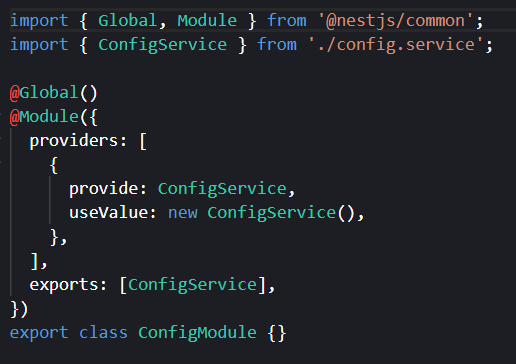 import { Global, Module } from '@nestjs/common';
import { ConfigService } from './config.service';

@Global()
@Module({
  providers: [
    {
      provide: ConfigService,
      useValue: new ConfigService(),
    },
  ],
  exports: [ConfigService],
})
export class ConfigModule {}